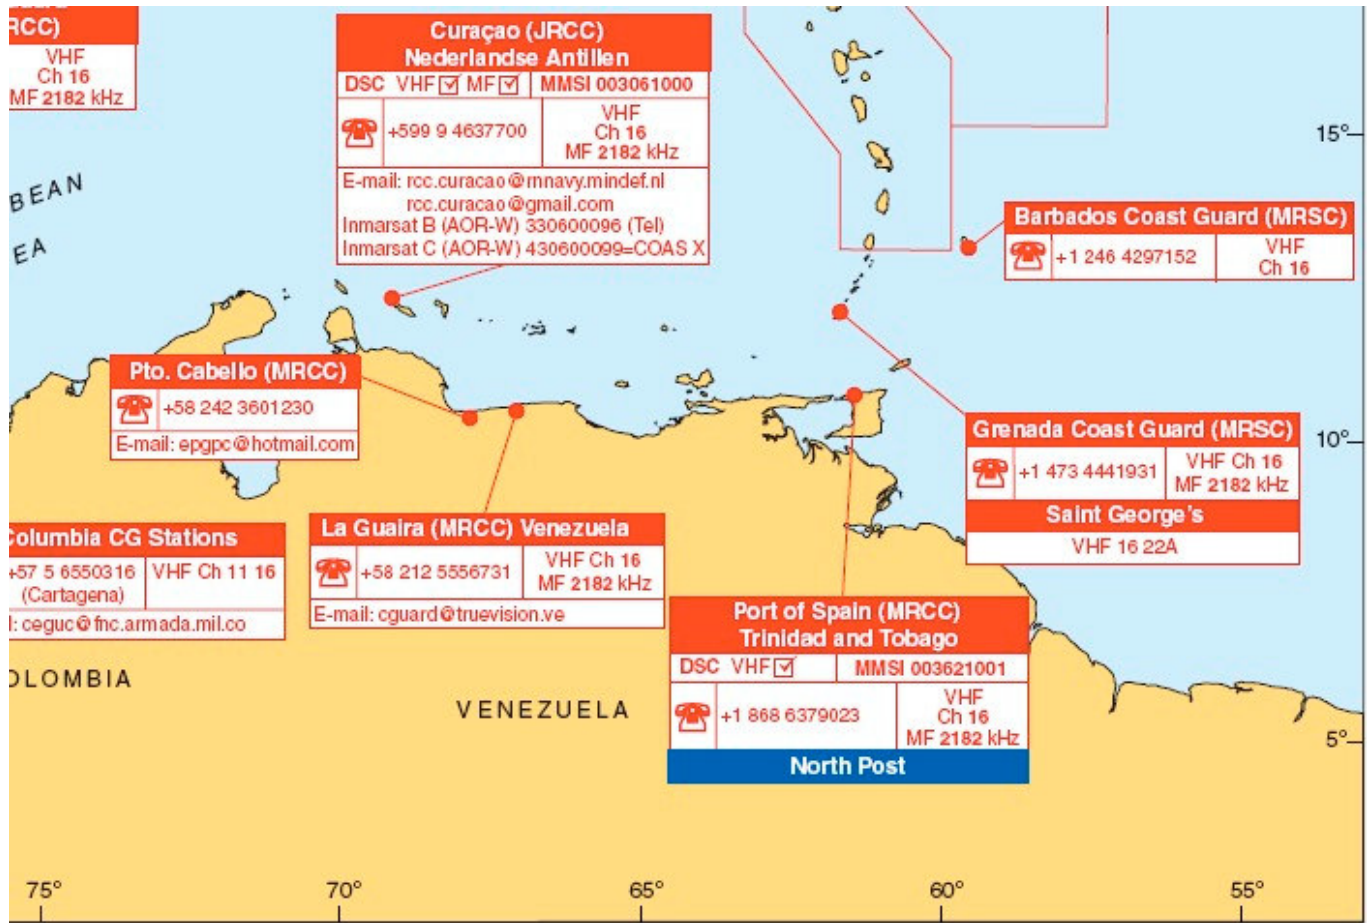 RCC)
VHF
Ch 16
MF 2182 kHz
Curaçao (JRCC)
Nederlandse Antillen
DSC VHF MF MMSI 003061000
+599 9 4637700
VHF
Ch 16
MF 2182 kHz
E-mail: rcc.curacao@mnavy.mindef.nl
rcc.curacao@gmail.com
Inmarsat B (AOR-W) 330600096 (Tel)
Inmarsat C (AOR-W) 430600099=COAS X
15°
BEAN
EA
Barbados Coast Guard (MRSC)
+1 246 4297152
VHF
Ch 16
Pto. Cabello (MRCC)
+58 242 3601230
E-mail: epgpc@hotmail.com
Grenada Coast Guard (MRSC)
+1 473 4441931
VHF Ch 16
MF 2182 kHz
Saint George's
VHF 16 22A
10°
Columbia CG Stations
+57 5 6550316
(Cartagena)
VHF Ch 11 16
l: ceguc@fnc.armada.mil.co
La Guaira (MRCC) Venezuela
+58 212 5556731
VHF Ch 16
MF 2182 kHz
E-mail: cguard@truevision.ve
Port of Spain (MRCC)
Trinidad and Tobago
DSC VHF MMSI 003621001
+1 868 6379023
VHF
Ch 16
MF 2182 kHz
North Post
OLOMBIA
VENEZUELA
5°
75° 70° 65° 60° 55°